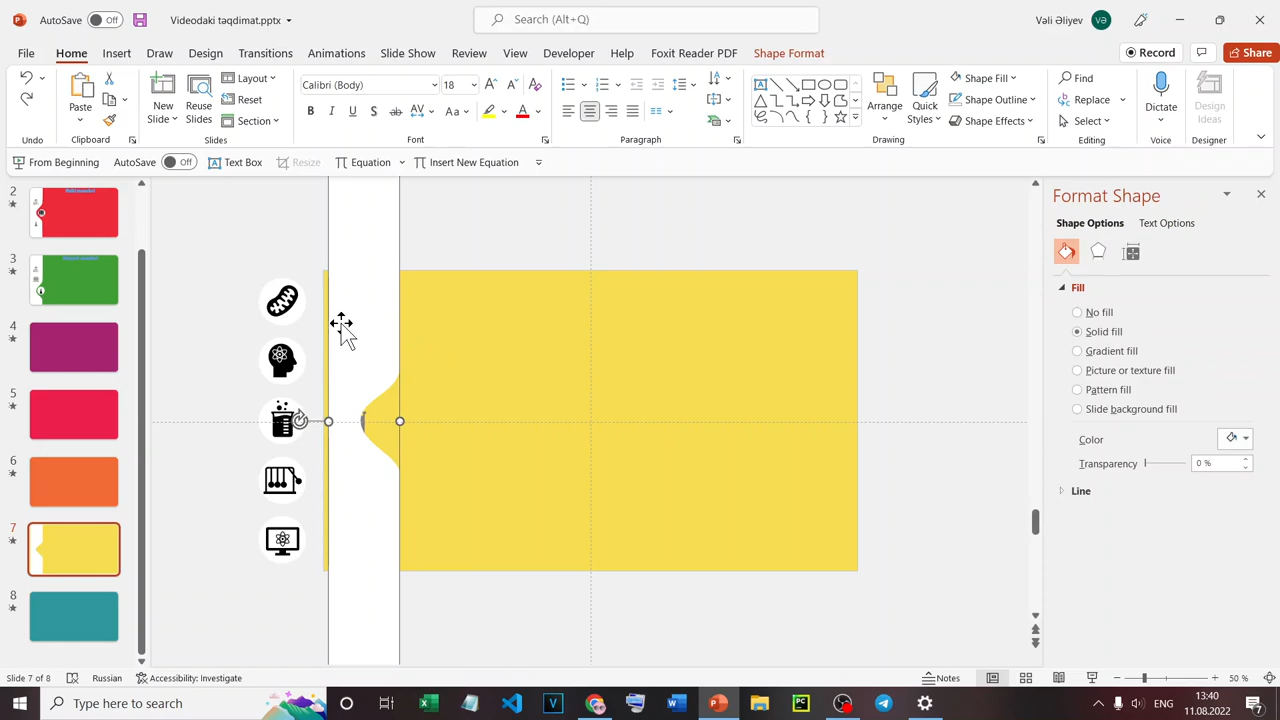 AutoSave Off Videodaki təqdimat.pptx Search (Alt+Q) Vəli Əliyev VƏ
File Home Insert Draw Design Transitions Animations Slide Show Review View Developer Help Foxit Reader PDF Shape Format Record Share
Paste New Slide Reuse Slides Layout Reset Section
Calibri (Body) 18
Arrange Quick Styles Shape Fill Shape Outline Shape Effects
Find Replace Select Dictate Design Ideas
Undo Clipboard Slides Font Paragraph Drawing Editing Voice Designer
From Beginning AutoSave Off Text Box Resize Equation Insert New Equation
2
3
4
5
6
7
8
Format Shape
Shape Options Text Options
Fill
No fill
Solid fill
Gradient fill
Picture or texture fill
Pattern fill
Slide background fill
Color
Transparency 0 %
Line
Slide 7 of 8 Russian Accessibility: Investigate Notes 50 %
Type here to search ENG 13:40
11.08.2022